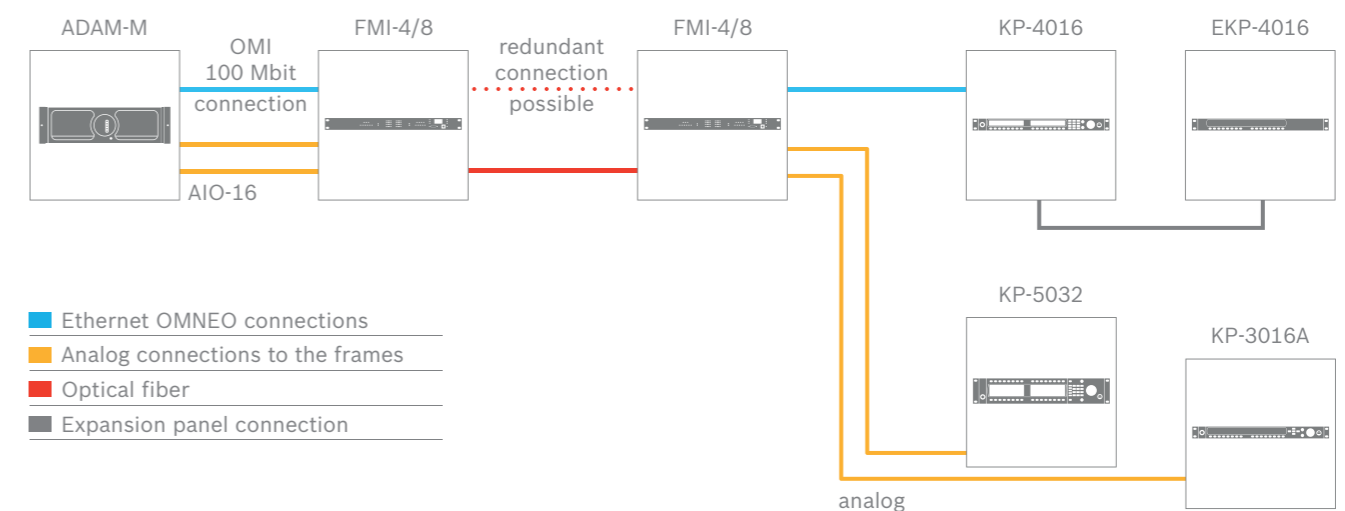 ADAM-M
FMI-4/8
FMI-4/8
KP-4016
EKP-4016
OMI
100 Mbit
connection
redundant
connection
possible
AIO-16
KP-5032
KP-3016A
Ethernet OMNEO connections
Analog connections to the frames
Optical fiber
Expansion panel connection
analog